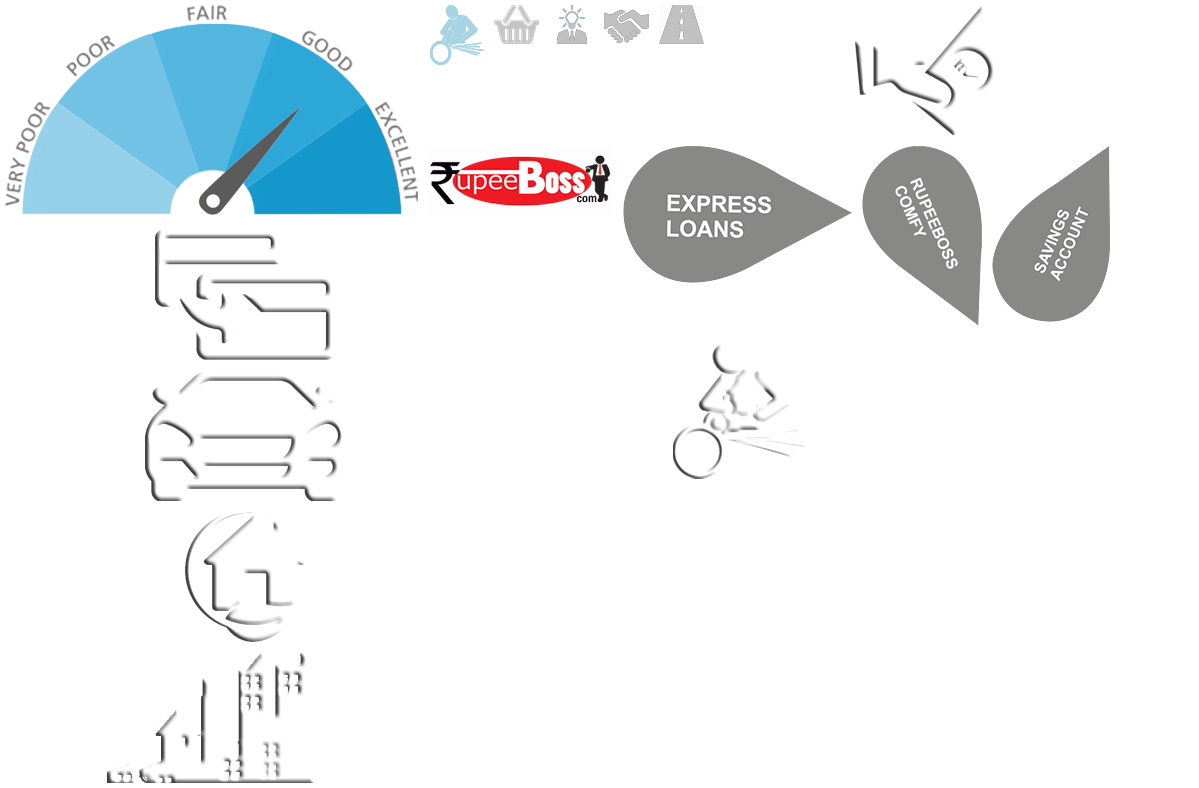 FAIR
POOR
GOOD
VERY POOR
EXCELLENT
₹upeeBoss
com
EXPRESS
LOANS
RUPEEBOSS
COMFY
SAVINGS
ACCOUNT